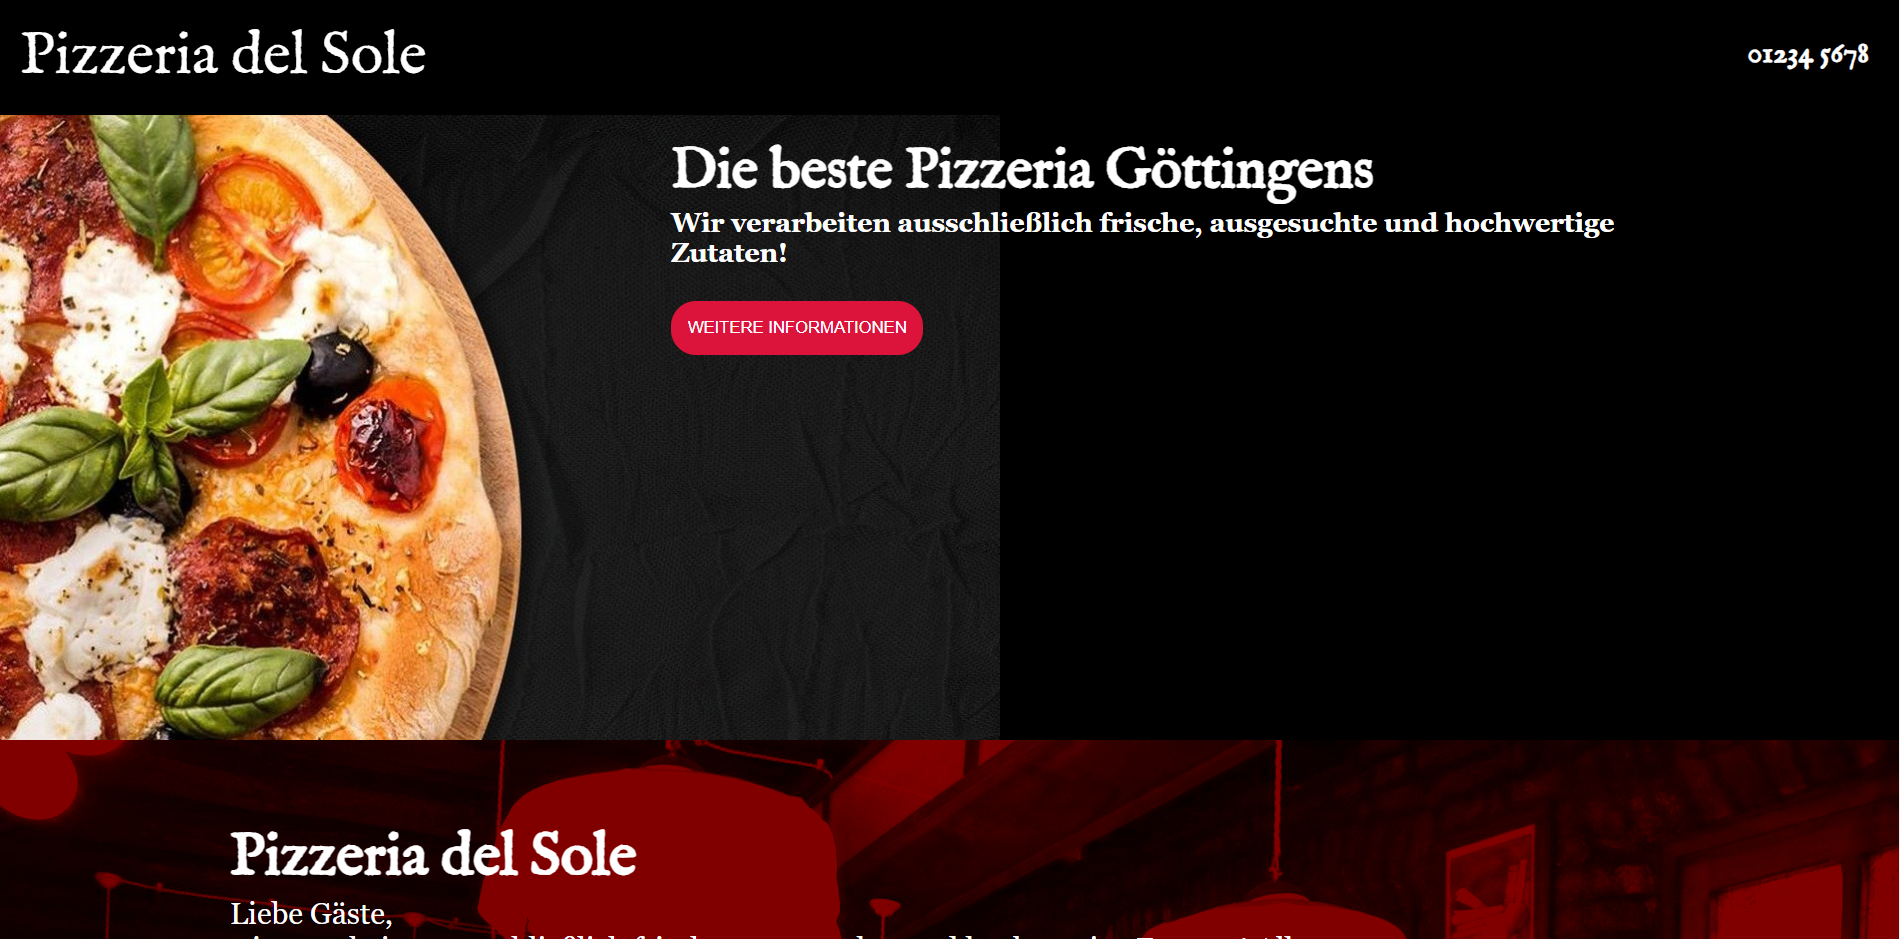 Pizzeria del Sole
01234 5678
Die beste Pizzeria Göttingens
Wir verarbeiten ausschließlich frische, ausgesuchte und hochwertige
Zutaten!
WEITERE INFORMATIONEN
Pizzeria del Sole
Liebe Gäste,